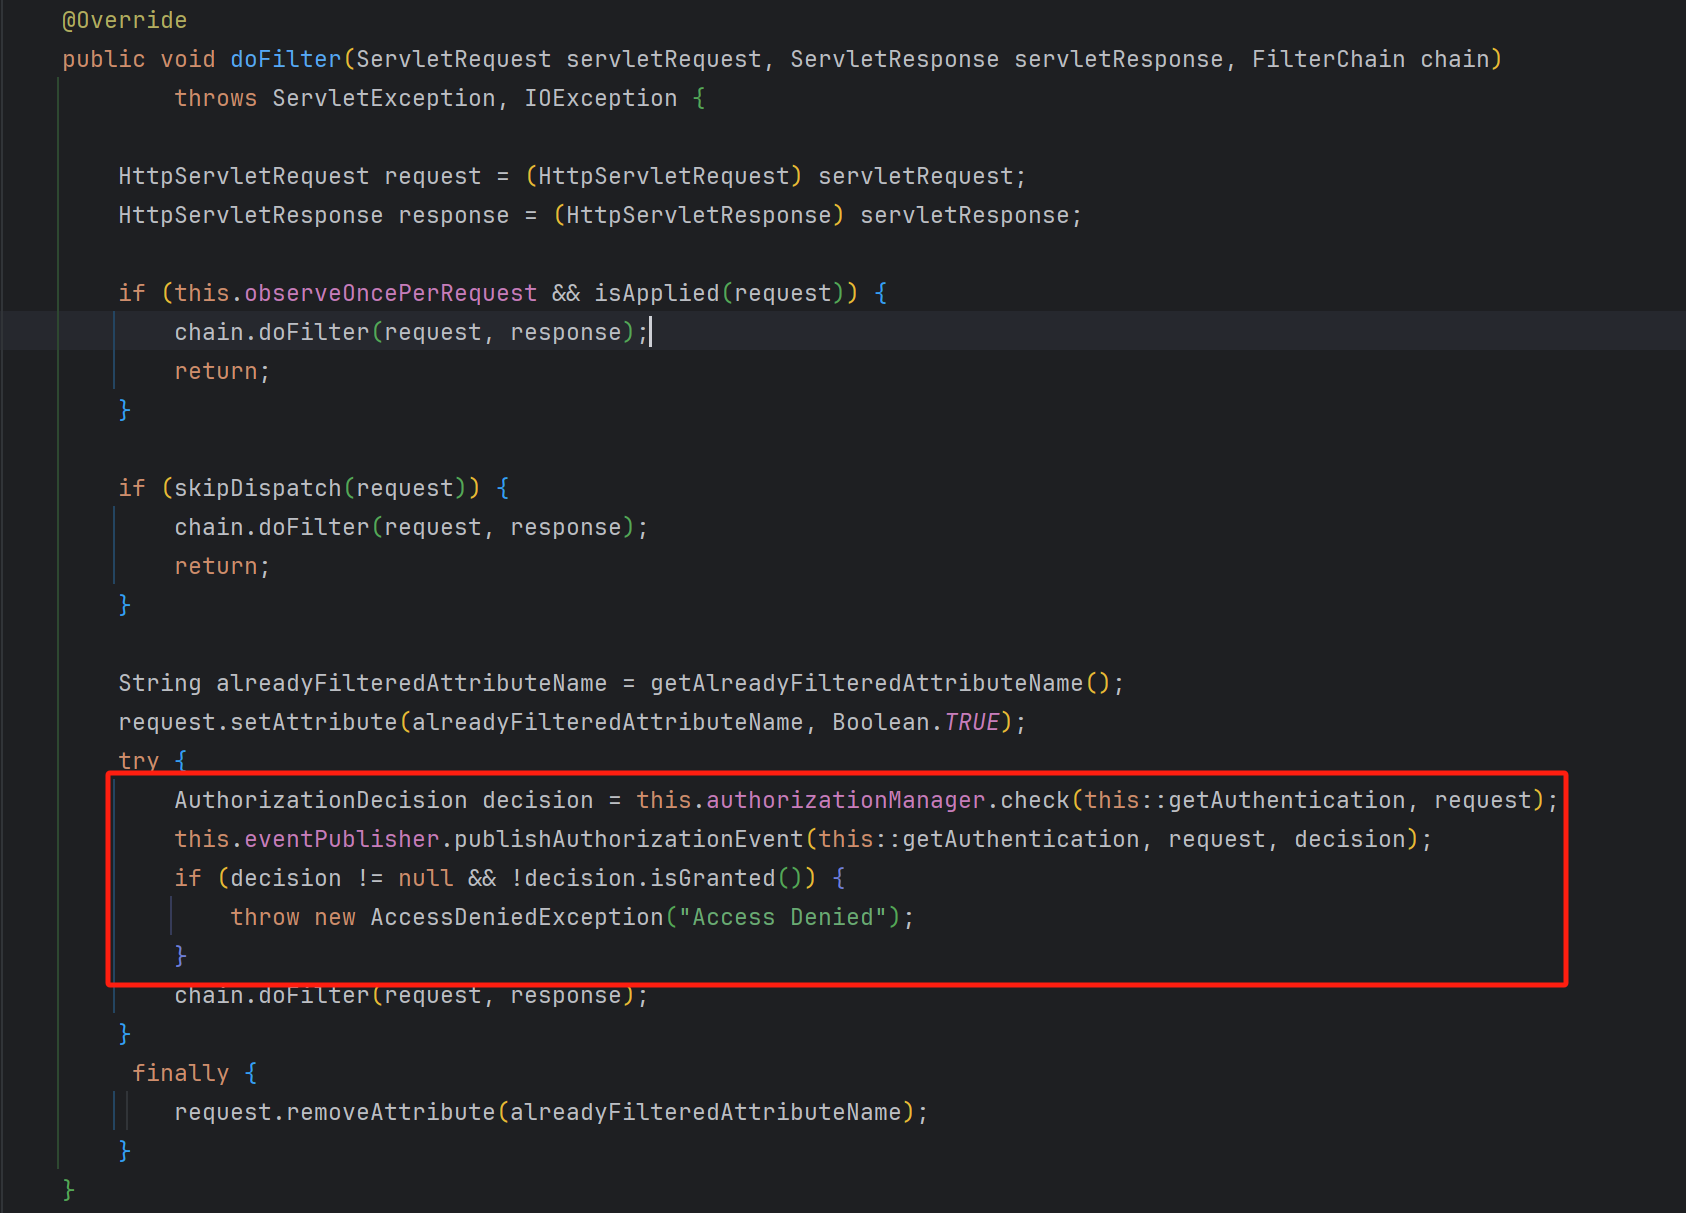 @Override
public void doFilter(ServletRequest servletRequest, ServletResponse servletResponse, FilterChain chain)
        throws ServletException, IOException {

    HttpServletRequest request = (HttpServletRequest) servletRequest;
    HttpServletResponse response = (HttpServletResponse) servletResponse;

    if (this.observeOncePerRequest && isApplied(request)) {
        chain.doFilter(request, response);
        return;
    }

    if (skipDispatch(request)) {
        chain.doFilter(request, response);
        return;
    }

    String alreadyFilteredAttributeName = getAlreadyFilteredAttributeName();
    request.setAttribute(alreadyFilteredAttributeName, Boolean.TRUE);
    try {
        AuthorizationDecision decision = this.authorizationManager.check(this::getAuthentication, request);
        this.eventPublisher.publishAuthorizationEvent(this::getAuthentication, request, decision);
        if (decision != null && !decision.isGranted()) {
            throw new AccessDeniedException("Access Denied");
        }
        chain.doFilter(request, response);
    }
     finally {
        request.removeAttribute(alreadyFilteredAttributeName);
    }
}